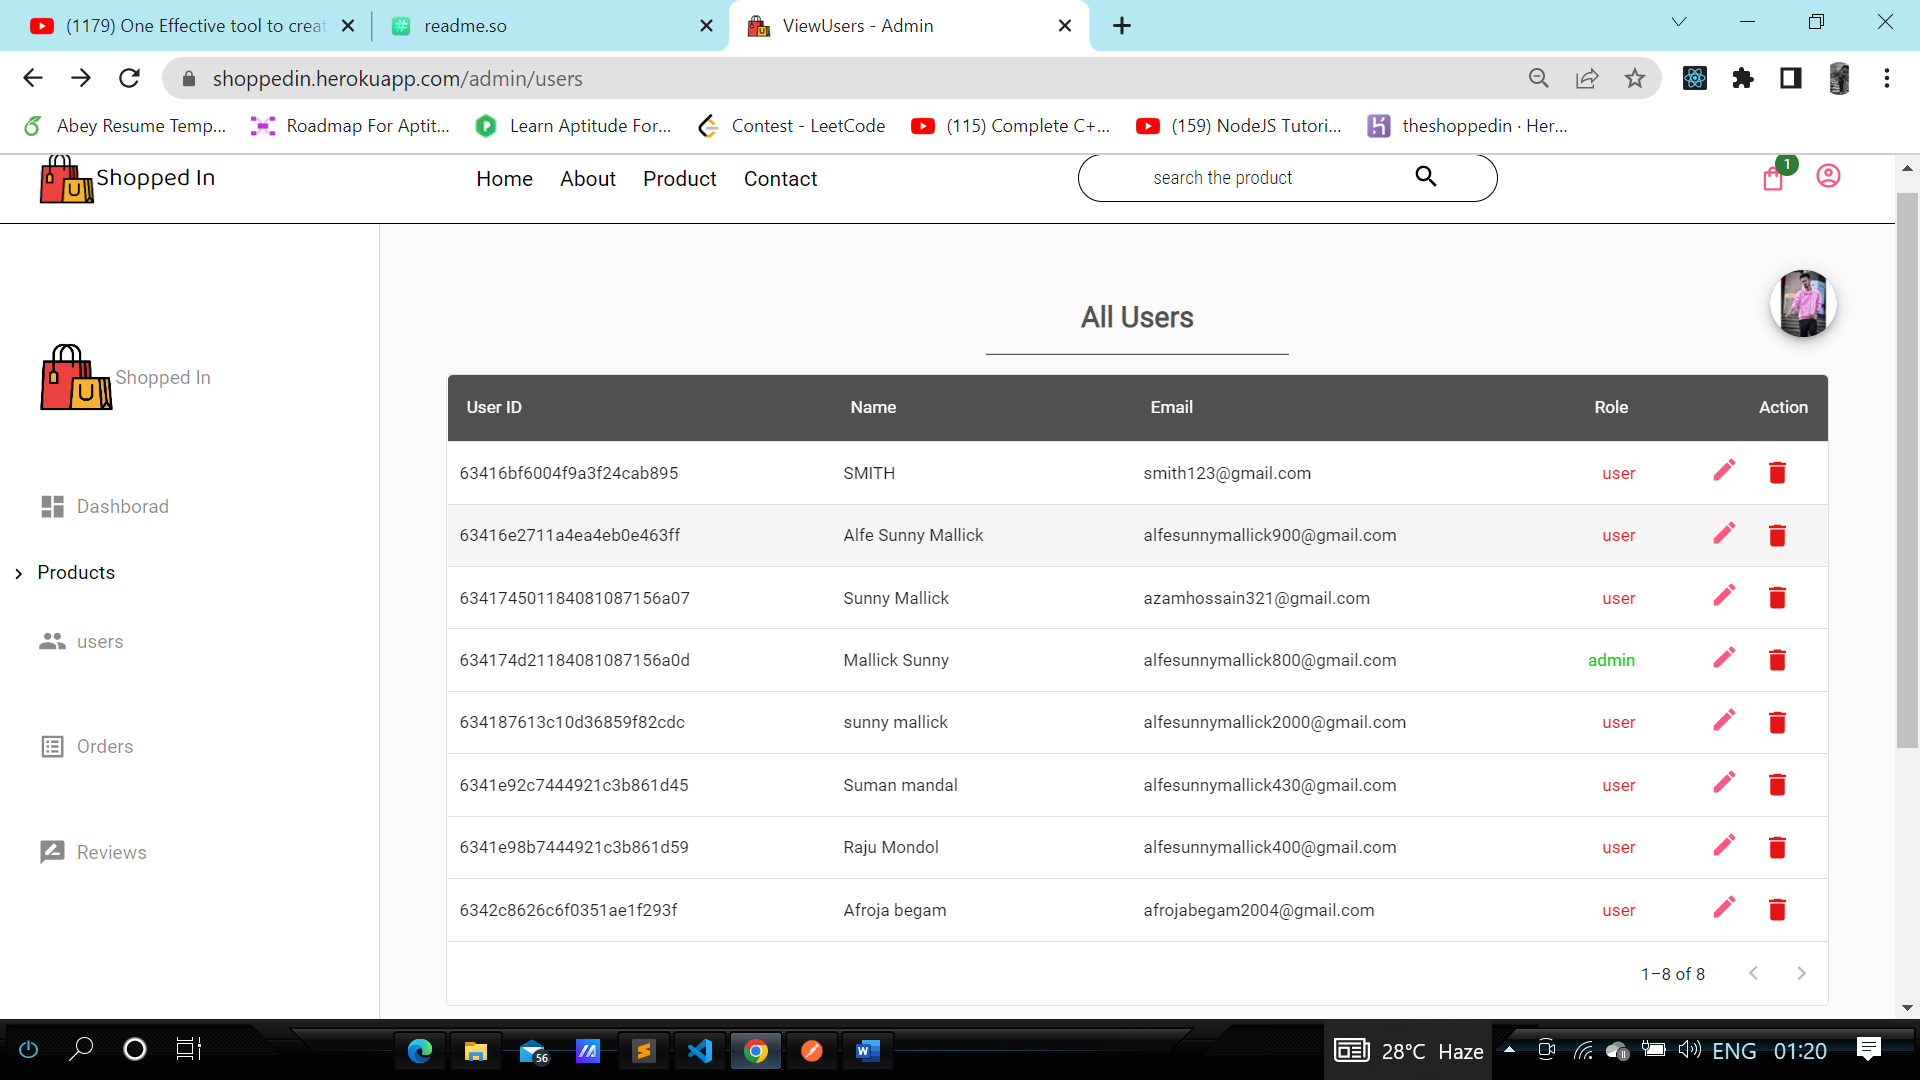 (1179) One Effective tool to creat
readme.so
ViewUsers - Admin
shoppedin.herokuapp.com/admin/users
Abey Resume Temp...
Roadmap For Aptit...
Learn Aptitude For...
Contest - LeetCode
(115) Complete C+...
(159) NodeJS Tutori...
theshoppedin · Her...
Shopped In
Home About Product Contact
search the product
1
Shopped In
Dashborad
Products
users
Orders
Reviews
All Users
User ID Name Email Role Action
63416bf6004f9a3f24cab895 SMITH smith123@gmail.com user
63416e2711a4ea4eb0e463ff Alfe Sunny Mallick alfesunnymallick900@gmail.com user
634174501184081087156a07 Sunny Mallick azamhossain321@gmail.com user
634174d21184081087156a0d Mallick Sunny alfesunnymallick800@gmail.com admin
634187613c10d36859f82cdc sunny mallick alfesunnymallick2000@gmail.com user
6341e92c7444921c3b861d45 Suman mandal alfesunnymallick430@gmail.com user
6341e98b7444921c3b861d59 Raju Mondol alfesunnymallick400@gmail.com user
6342c8626c6f0351ae1f293f Afroja begam afrojabegam2004@gmail.com user
1–8 of 8
56
28°C Haze
ENG 01:20